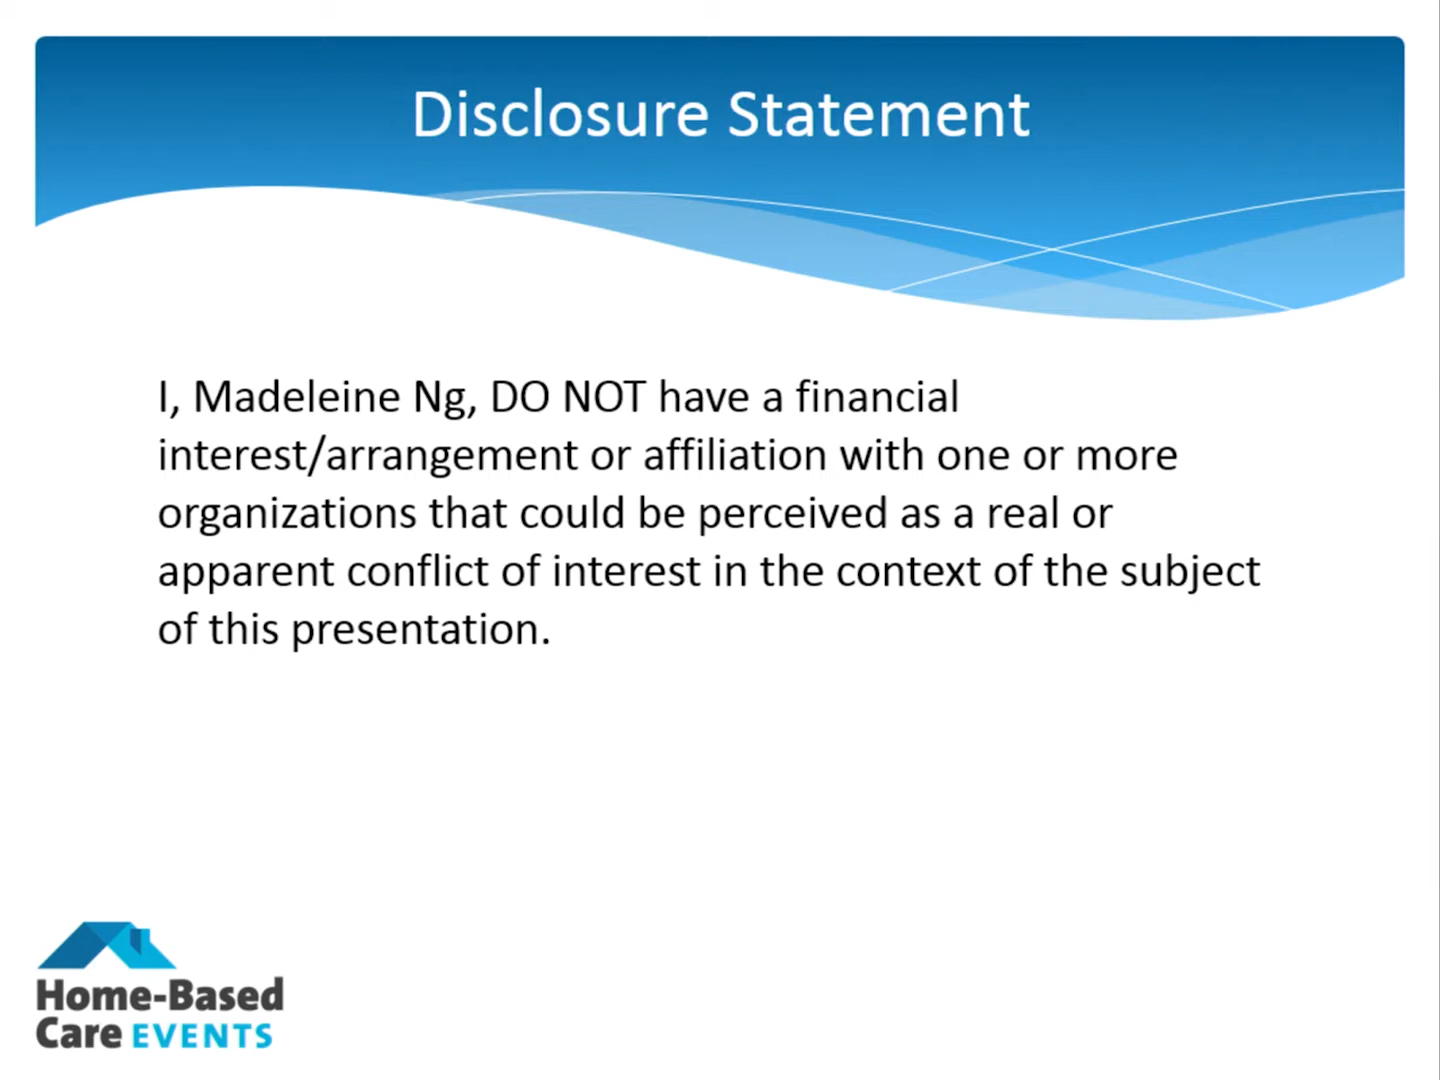 Disclosure Statement
I, Madeleine Ng, DO NOT have a financial
interest/arrangement or affiliation with one or more
organizations that could be perceived as a real or
apparent conflict of interest in the context of the subject
of this presentation.
Home-Based
Care EVENTS